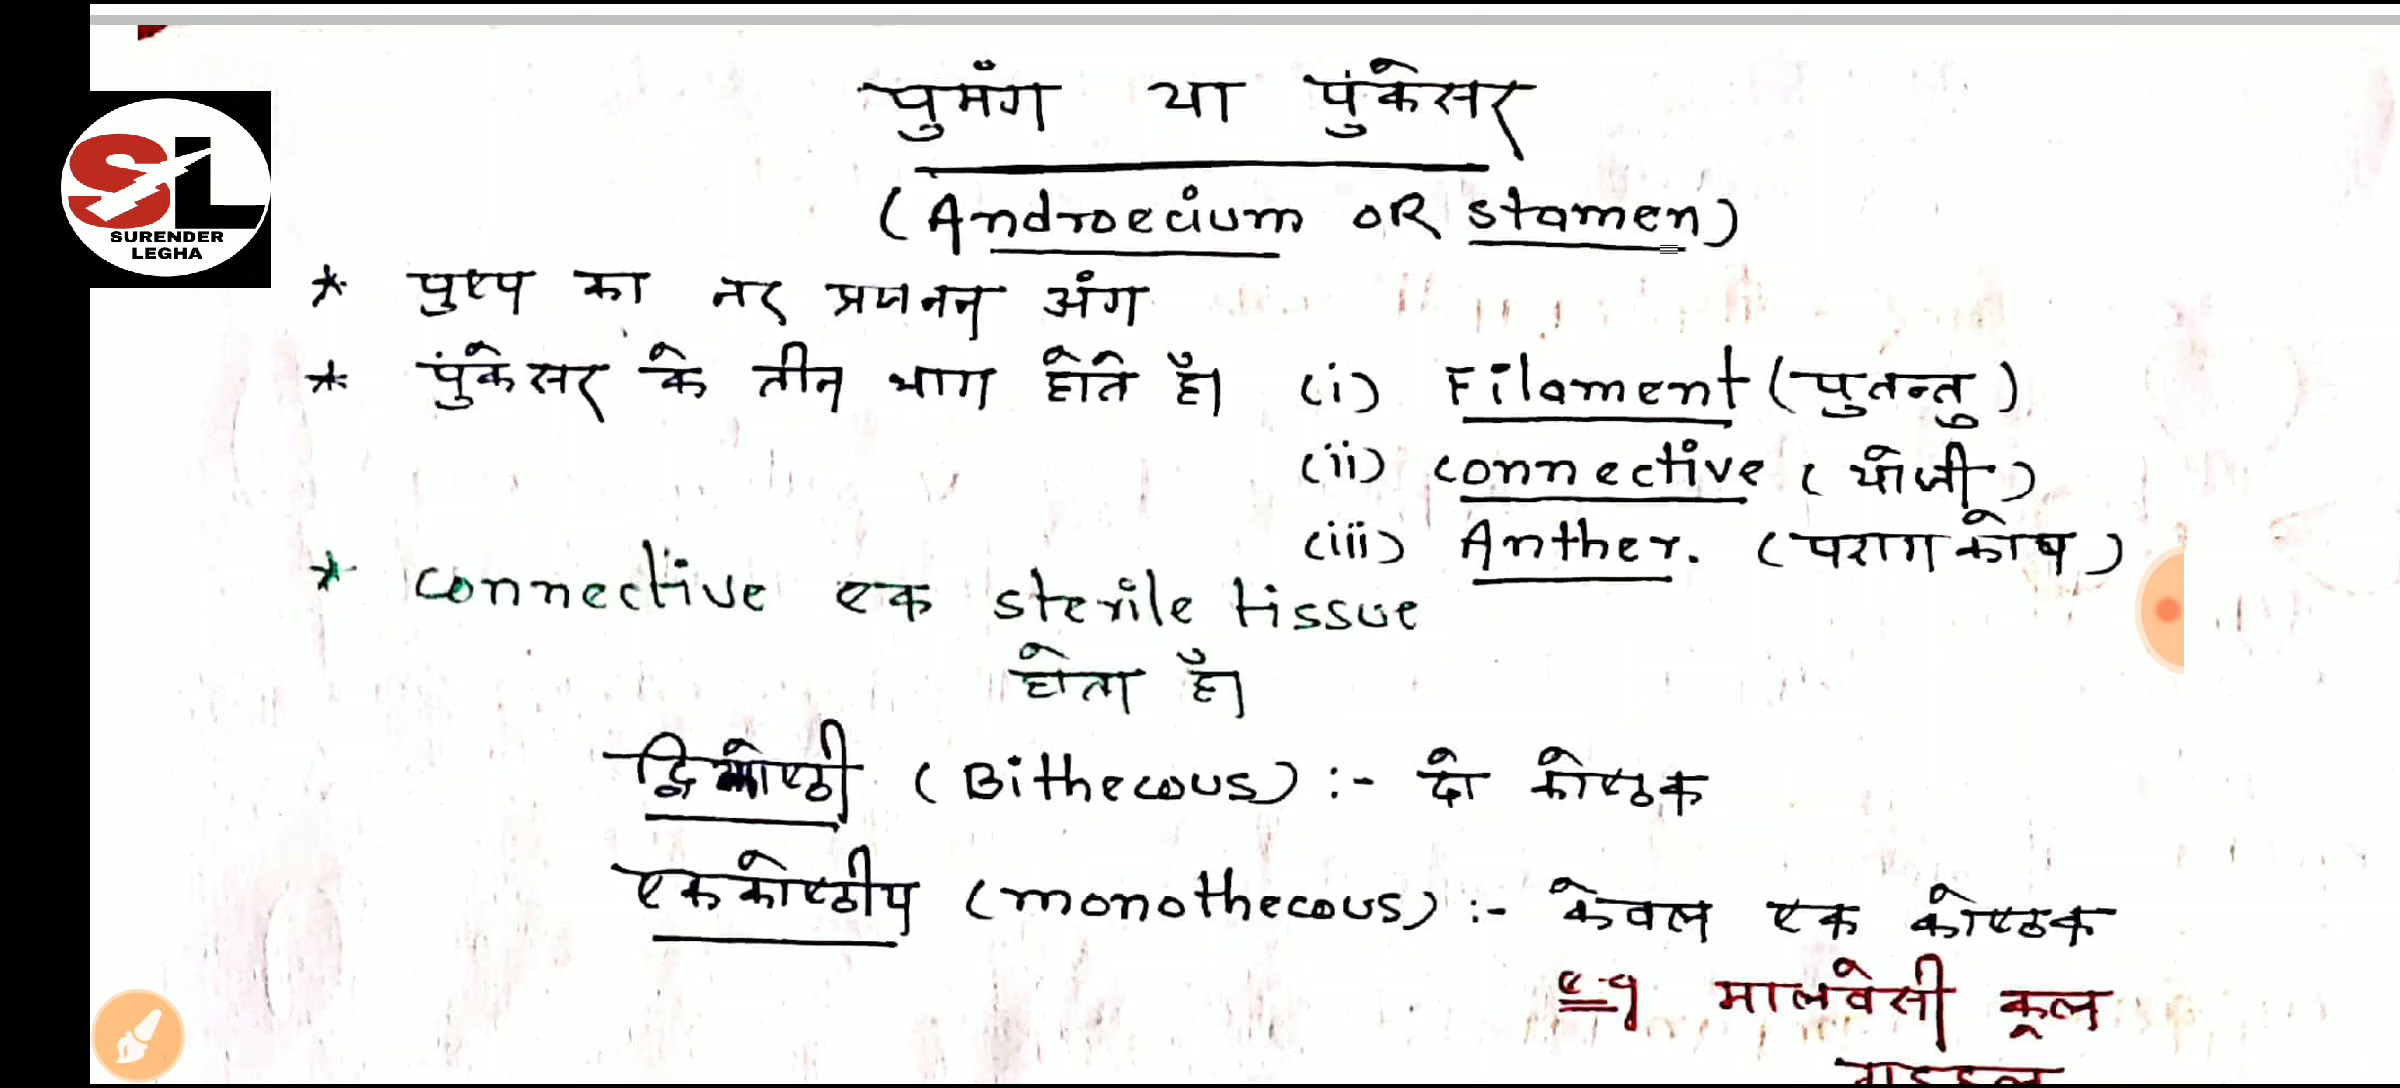 SL
SURENDER
LEGHA
पुमँग या पुंकेसर
(Androecium OR stamen)
* पुष्प का नर प्रजनन अंग
* पुंकेसर के तीन भाग होते है। (i) Filament (पुतन्तु)
(ii) connective (योजी)
(iii) Anther. (परागकोष)
* connective एक sterile tissue
होता है।
द्विकोष्ठी (Bithecous) :- दो कोष्ठक
एककोष्ठीय (monothecous) :- केवल एक कोष्ठक
e.g मालवेसी कूल